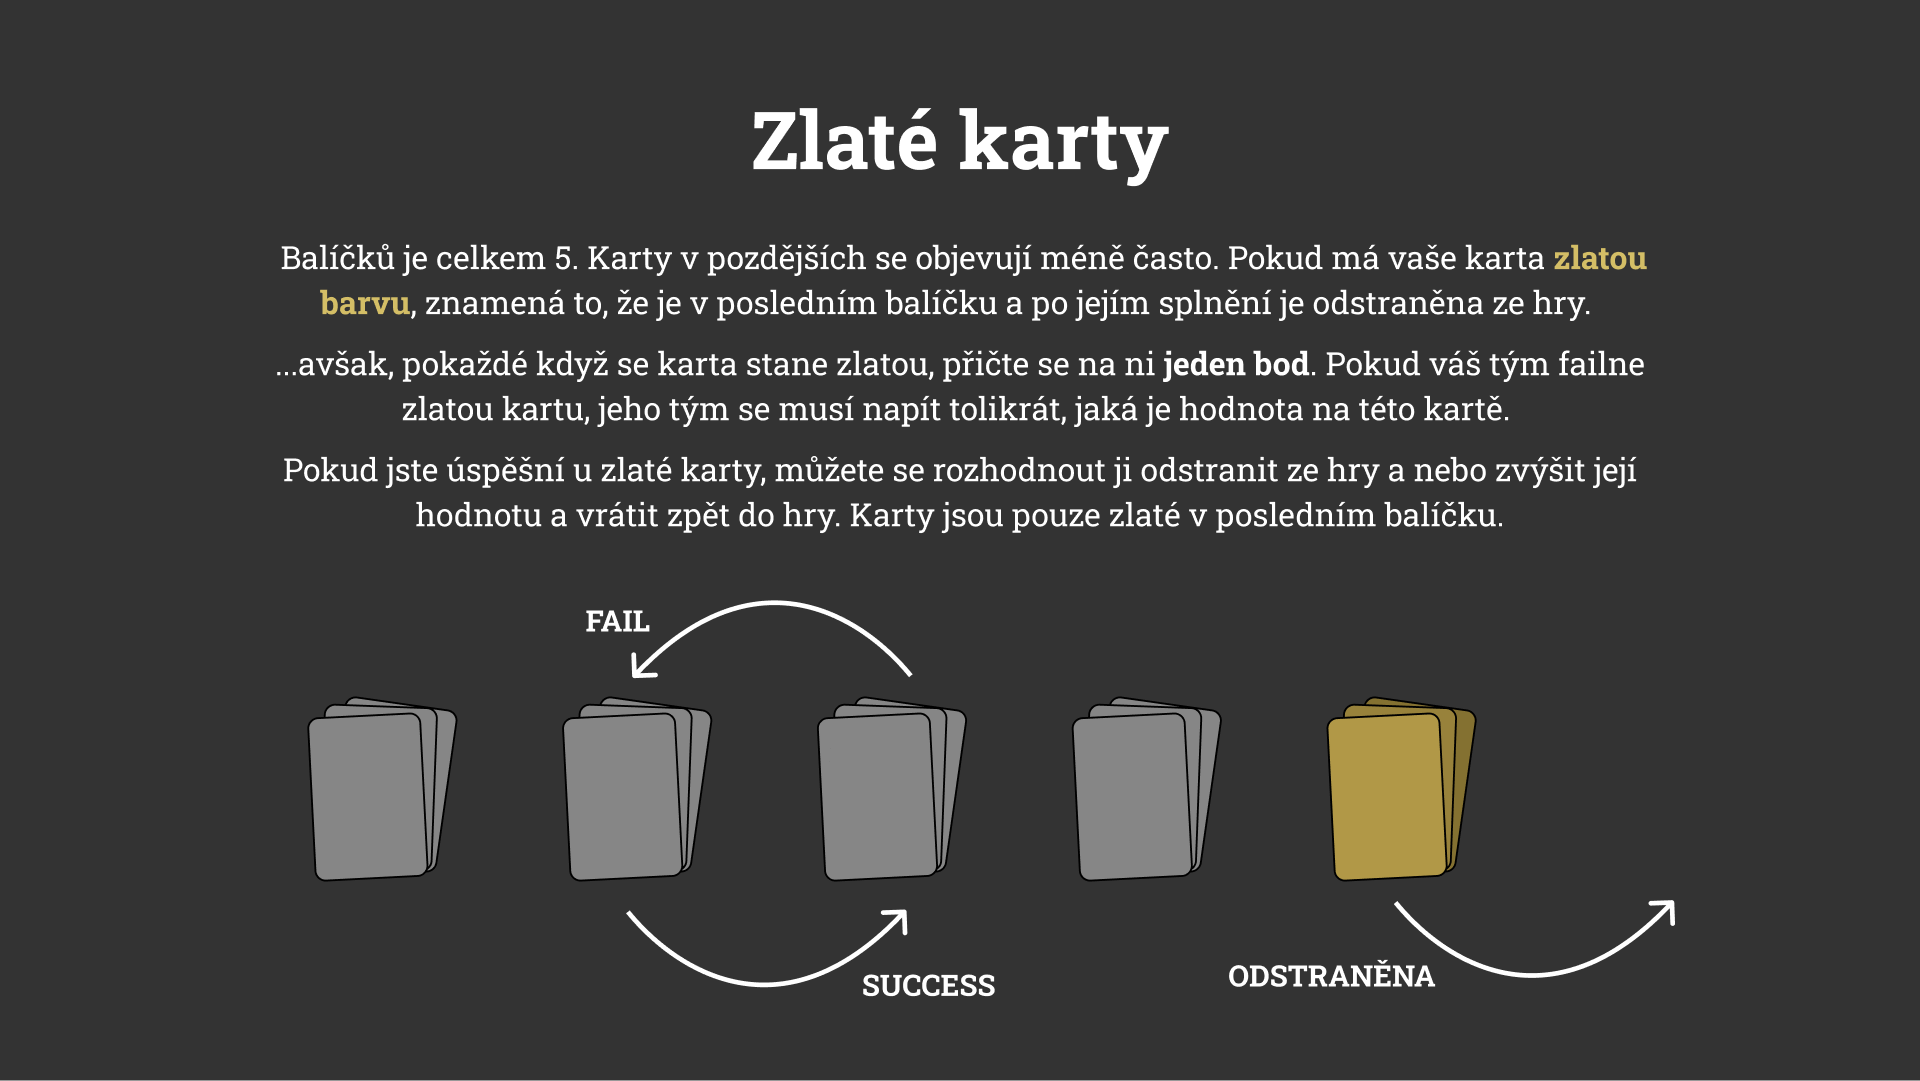 Zlaté karty
Balíčků je celkem 5. Karty v pozdějších se objevují méně často. Pokud má vaše karta zlatou
barvu, znamená to, že je v posledním balíčku a po jejím splnění je odstraněna ze hry.
...avšak, pokaždé když se karta stane zlatou, přičte se na ni jeden bod. Pokud váš tým failne
zlatou kartu, jeho tým se musí napít tolikrát, jaká je hodnota na této kartě.
Pokud jste úspěšní u zlaté karty, můžete se rozhodnout ji odstranit ze hry a nebo zvýšit její
hodnotu a vrátit zpět do hry. Karty jsou pouze zlaté v posledním balíčku.
FAIL
SUCCESS
ODSTRANĚNA